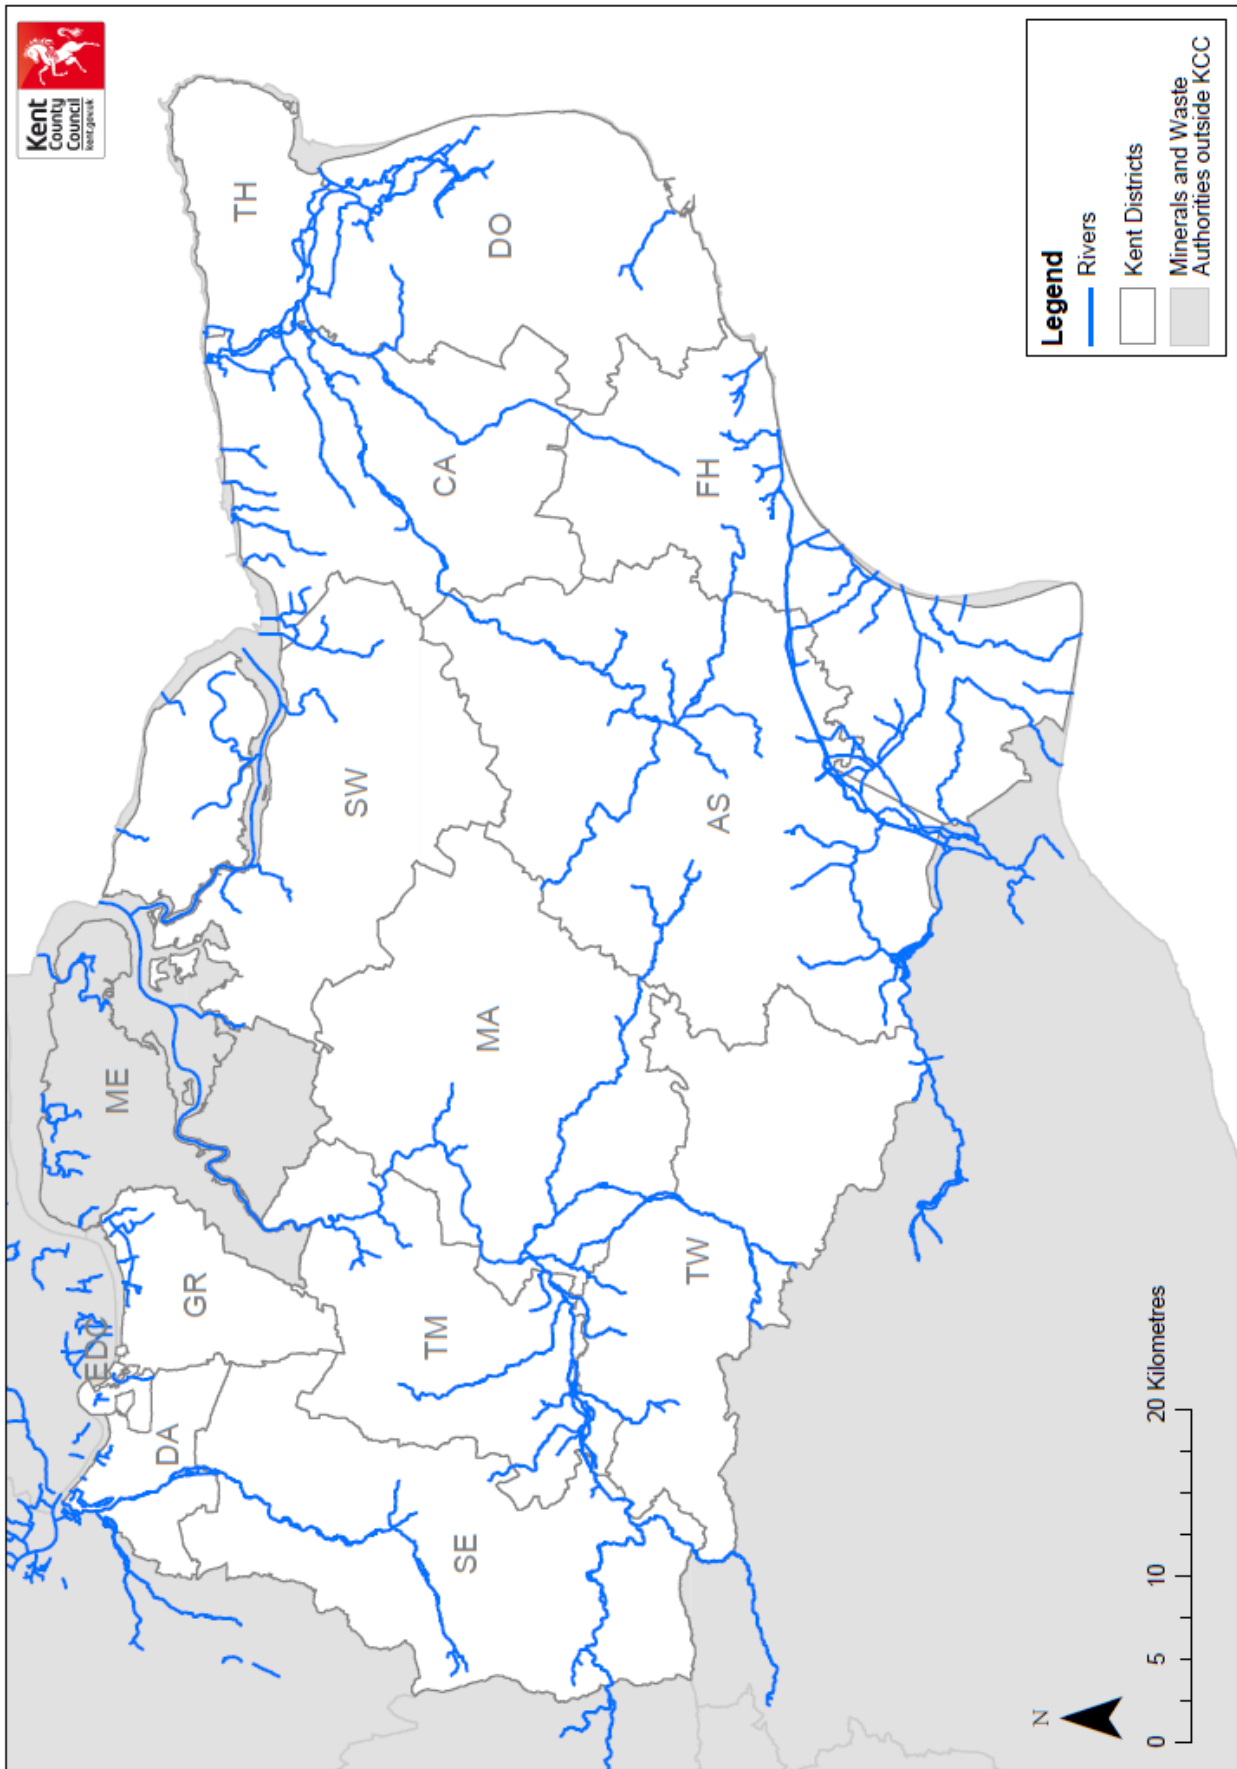 Kent
County
Council
kent.gov.uk
TH
DO
CA
FH
SW
AS
ME
MA
GR
EDC
DA
TM
TW
SE
Legend
Rivers
Kent Districts
Minerals and Waste
Authorities outside KCC
N
0 5 10 20 Kilometres